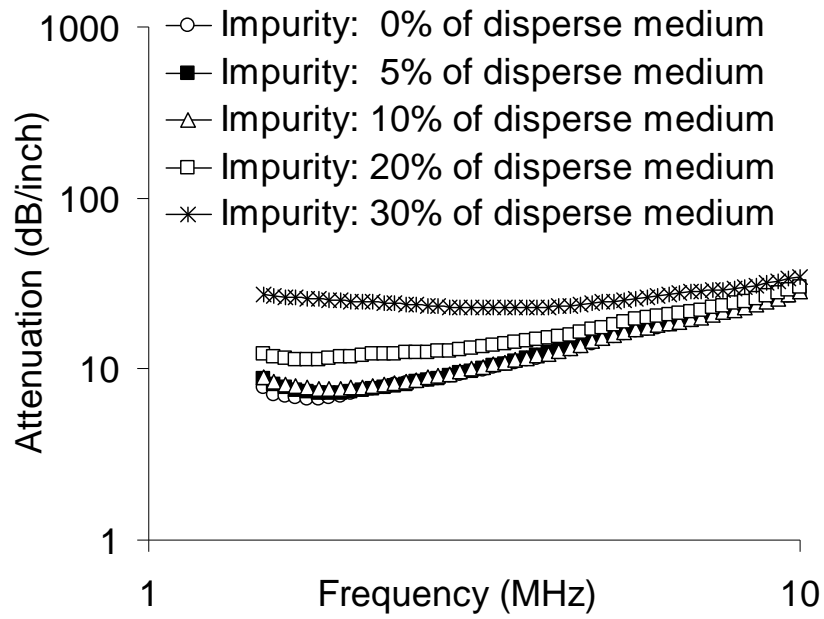 1000
Impurity: 0% of disperse medium
Impurity: 5% of disperse medium
Impurity: 10% of disperse medium
Impurity: 20% of disperse medium
Impurity: 30% of disperse medium
100
10
1
Attenuation (dB/inch)
1
Frequency (MHz)
10